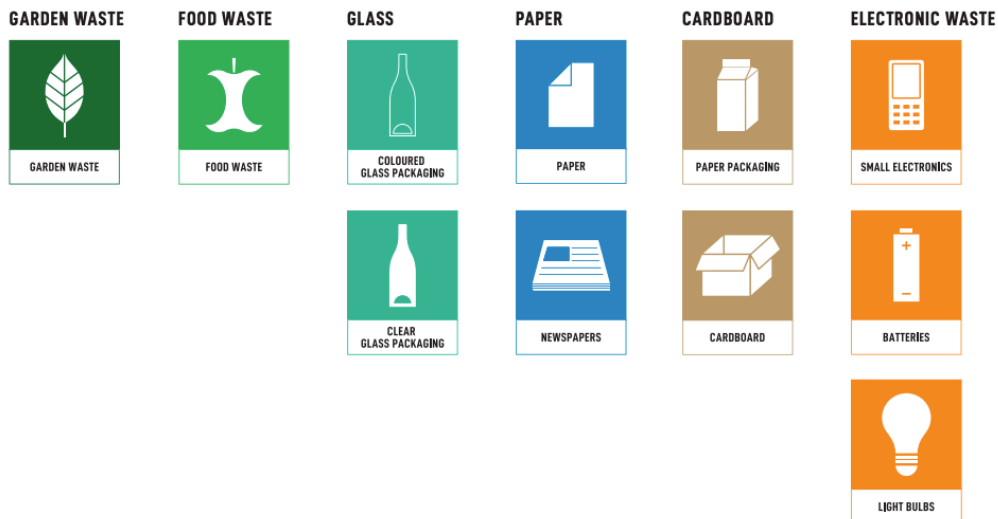 GARDEN WASTE
FOOD WASTE
GLASS
PAPER
CARDBOARD
ELECTRONIC WASTE
GARDEN WASTE
FOOD WASTE
COLOURED
GLASS PACKAGING
PAPER
PAPER PACKAGING
SMALL ELECTRONICS
CLEAR
GLASS PACKAGING
NEWSPAPERS
CARDBOARD
BATTERIES
LIGHT BULBS